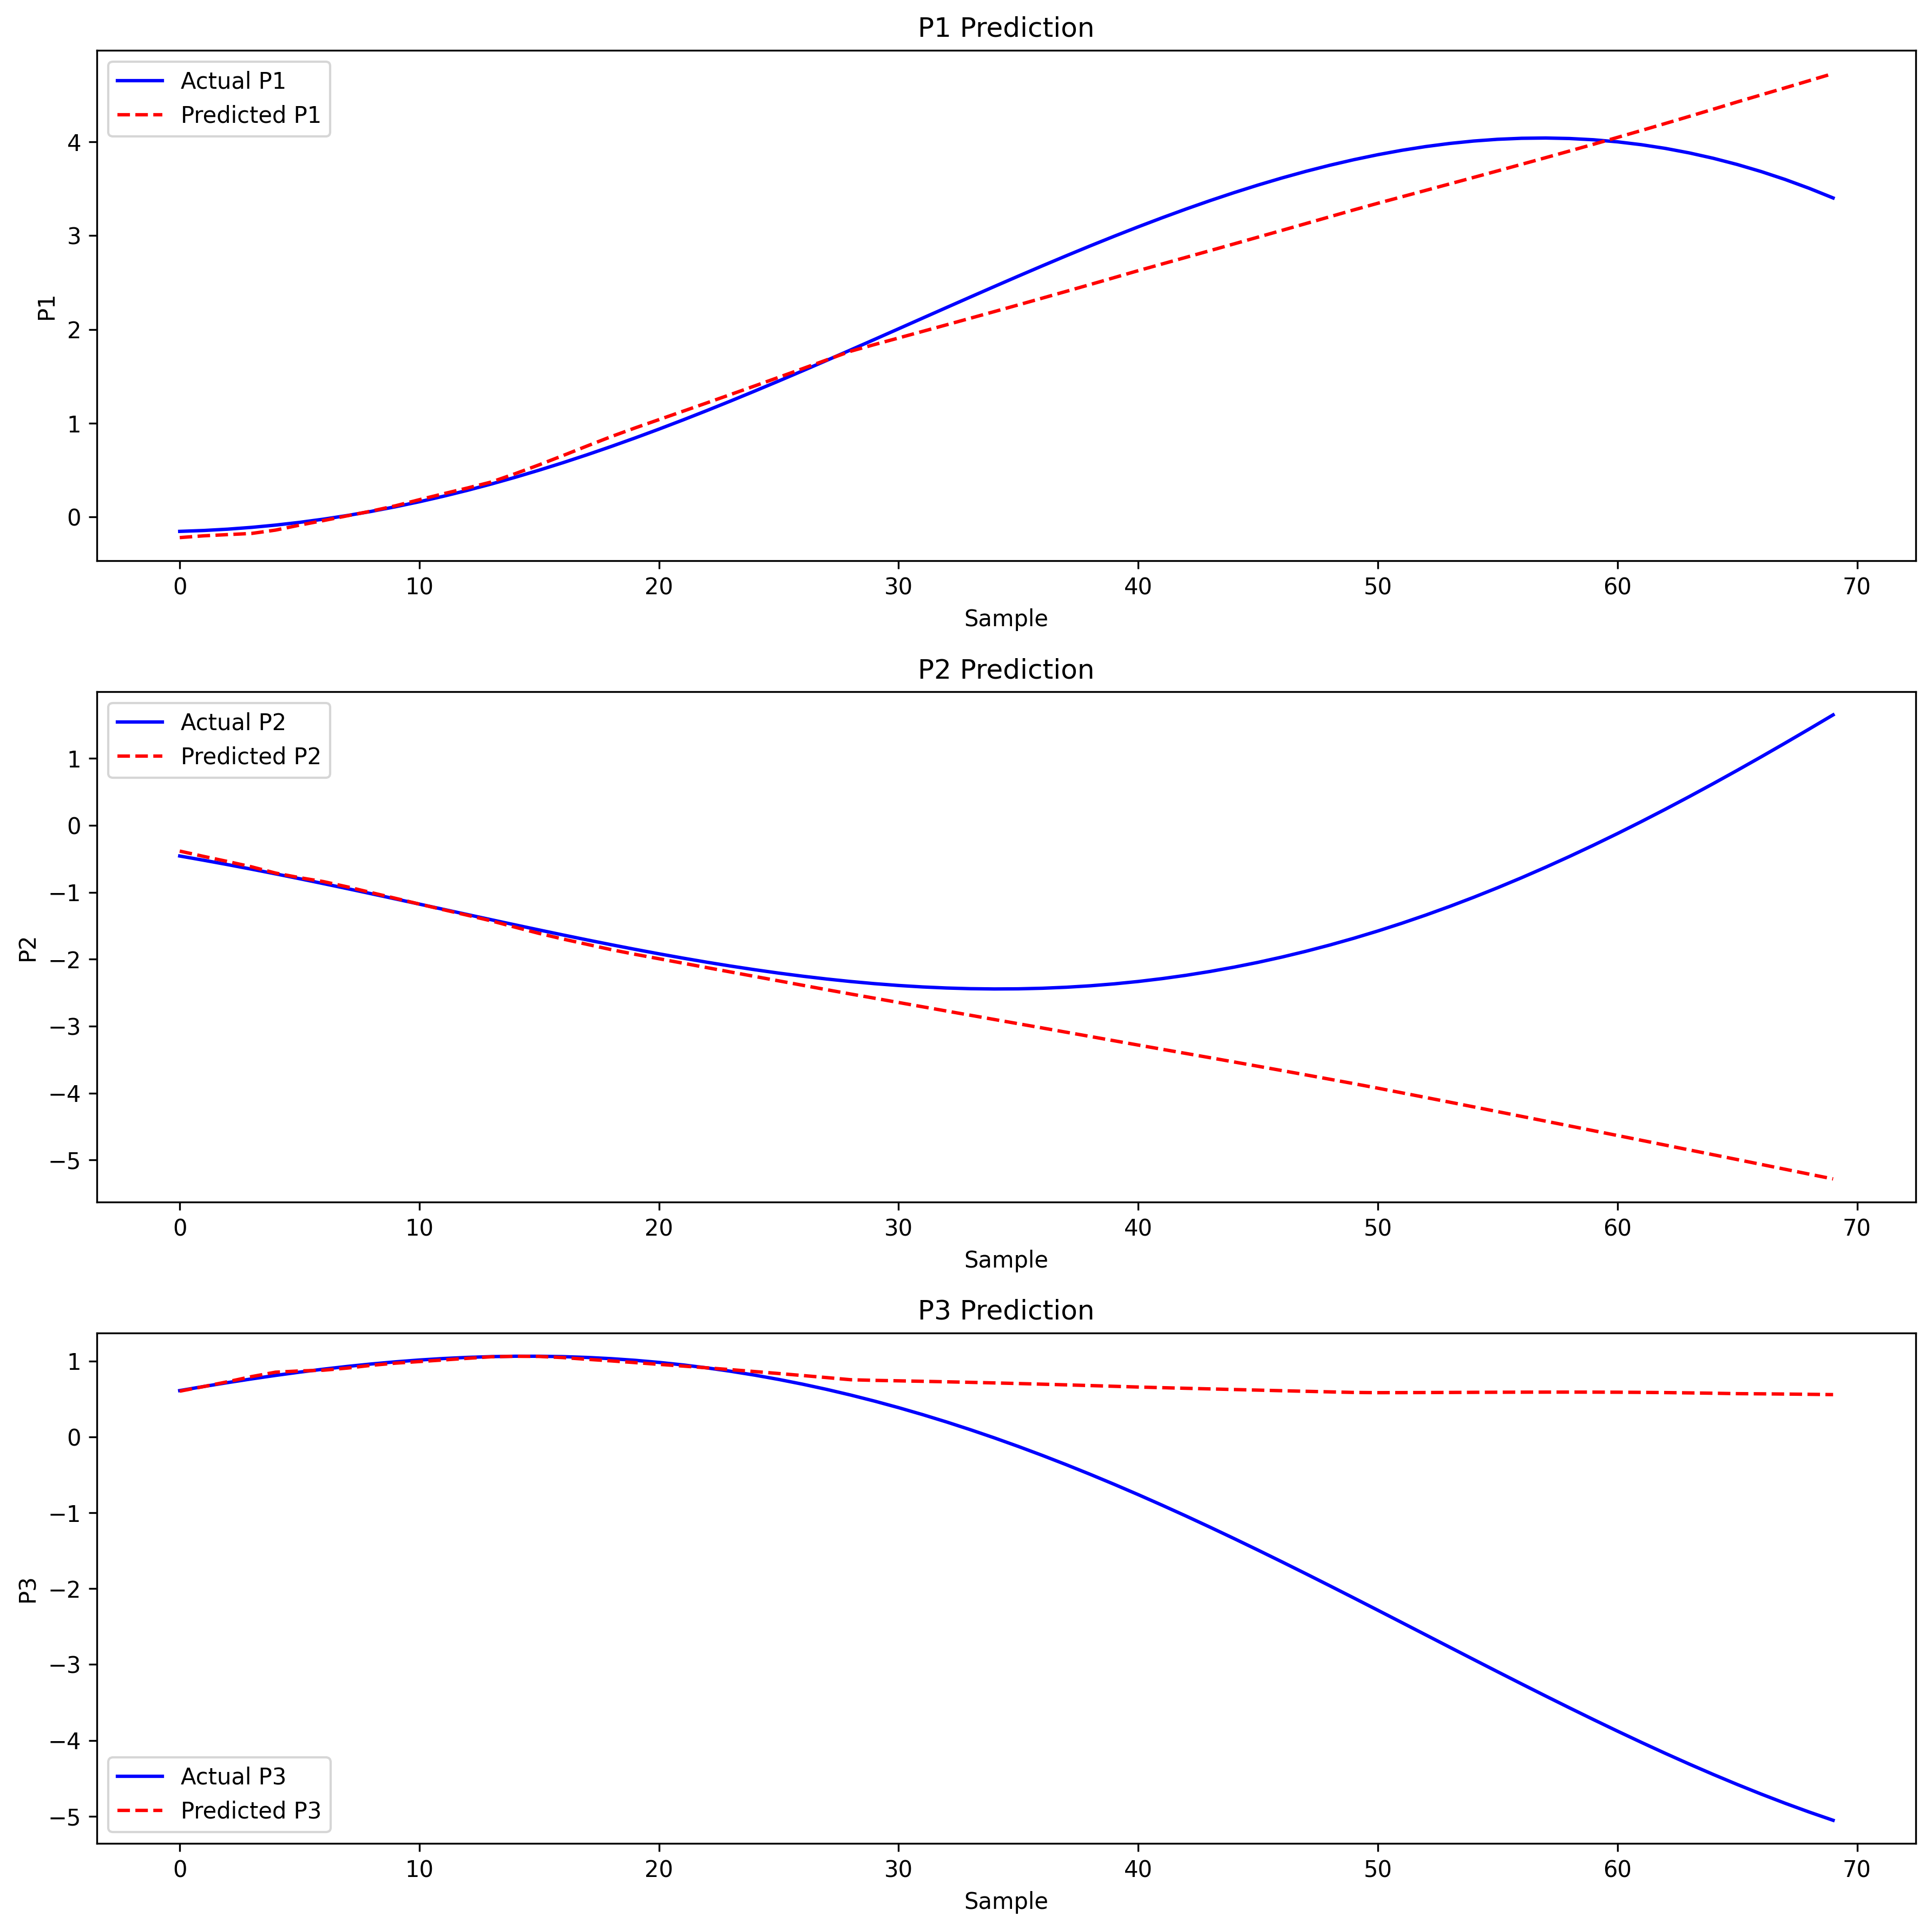 P1 Prediction
Actual P1
Predicted P1
P1
4
3
2
1
0
0 10 20 30 40 50 60 70
Sample
P2 Prediction
Actual P2
Predicted P2
P2
1
0
−1
−2
−3
−4
−5
0 10 20 30 40 50 60 70
Sample
P3 Prediction
P3
1
0
−1
−2
−3
−4
−5
Actual P3
Predicted P3
0 10 20 30 40 50 60 70
Sample